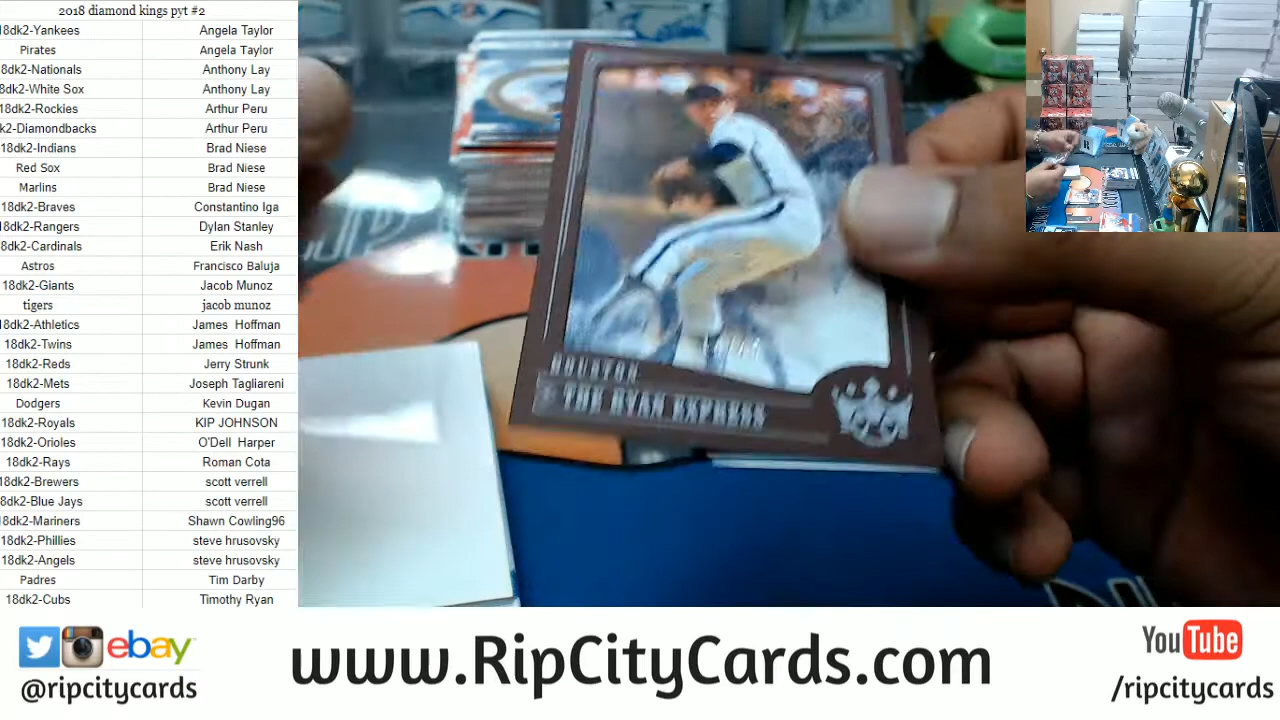 2018 diamond kings pyt #2
18dk2-Yankees Angela Taylor
Pirates Angela Taylor
18dk2-Nationals Anthony Lay
18dk2-White Sox Anthony Lay
18dk2-Rockies Arthur Peru
18dk2-Diamondbacks Arthur Peru
18dk2-Indians Brad Niese
Red Sox Brad Niese
Marlins Brad Niese
18dk2-Braves Constantino Iga
18dk2-Rangers Dylan Stanley
18dk2-Cardinals Erik Nash
Astros Francisco Baluja
18dk2-Giants Jacob Munoz
tigers jacob munoz
18dk2-Athletics James Hoffman
18dk2-Twins James Hoffman
18dk2-Reds Jerry Strunk
18dk2-Mets Joseph Tagliareni
Dodgers Kevin Dugan
18dk2-Royals KIP JOHNSON
18dk2-Orioles O'Dell Harper
18dk2-Rays Roman Cota
18dk2-Brewers scott verrell
18dk2-Blue Jays scott verrell
18dk2-Mariners Shawn Cowling96
18dk2-Phillies steve hrusovsky
18dk2-Angels steve hrusovsky
Padres Tim Darby
18dk2-Cubs Timothy Ryan
HOUSTON
THE RYAN EXPRESS
ebay
@ripcitycards
www.RipCityCards.com
YouTube
/ripcitycards